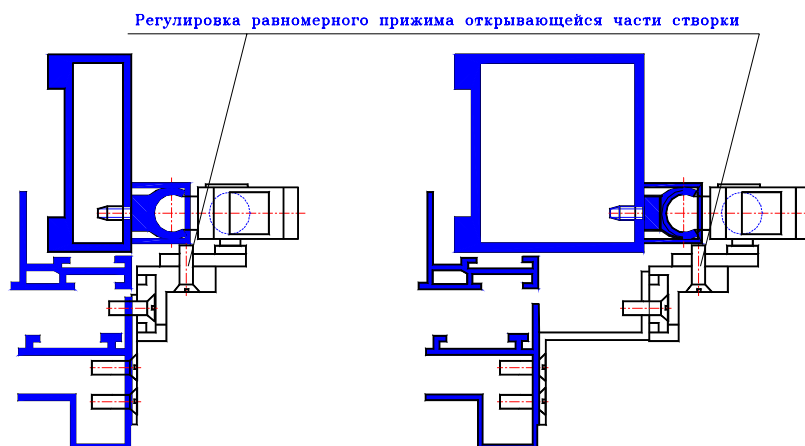 Регулировка равномерного прижима открывающейся части створки